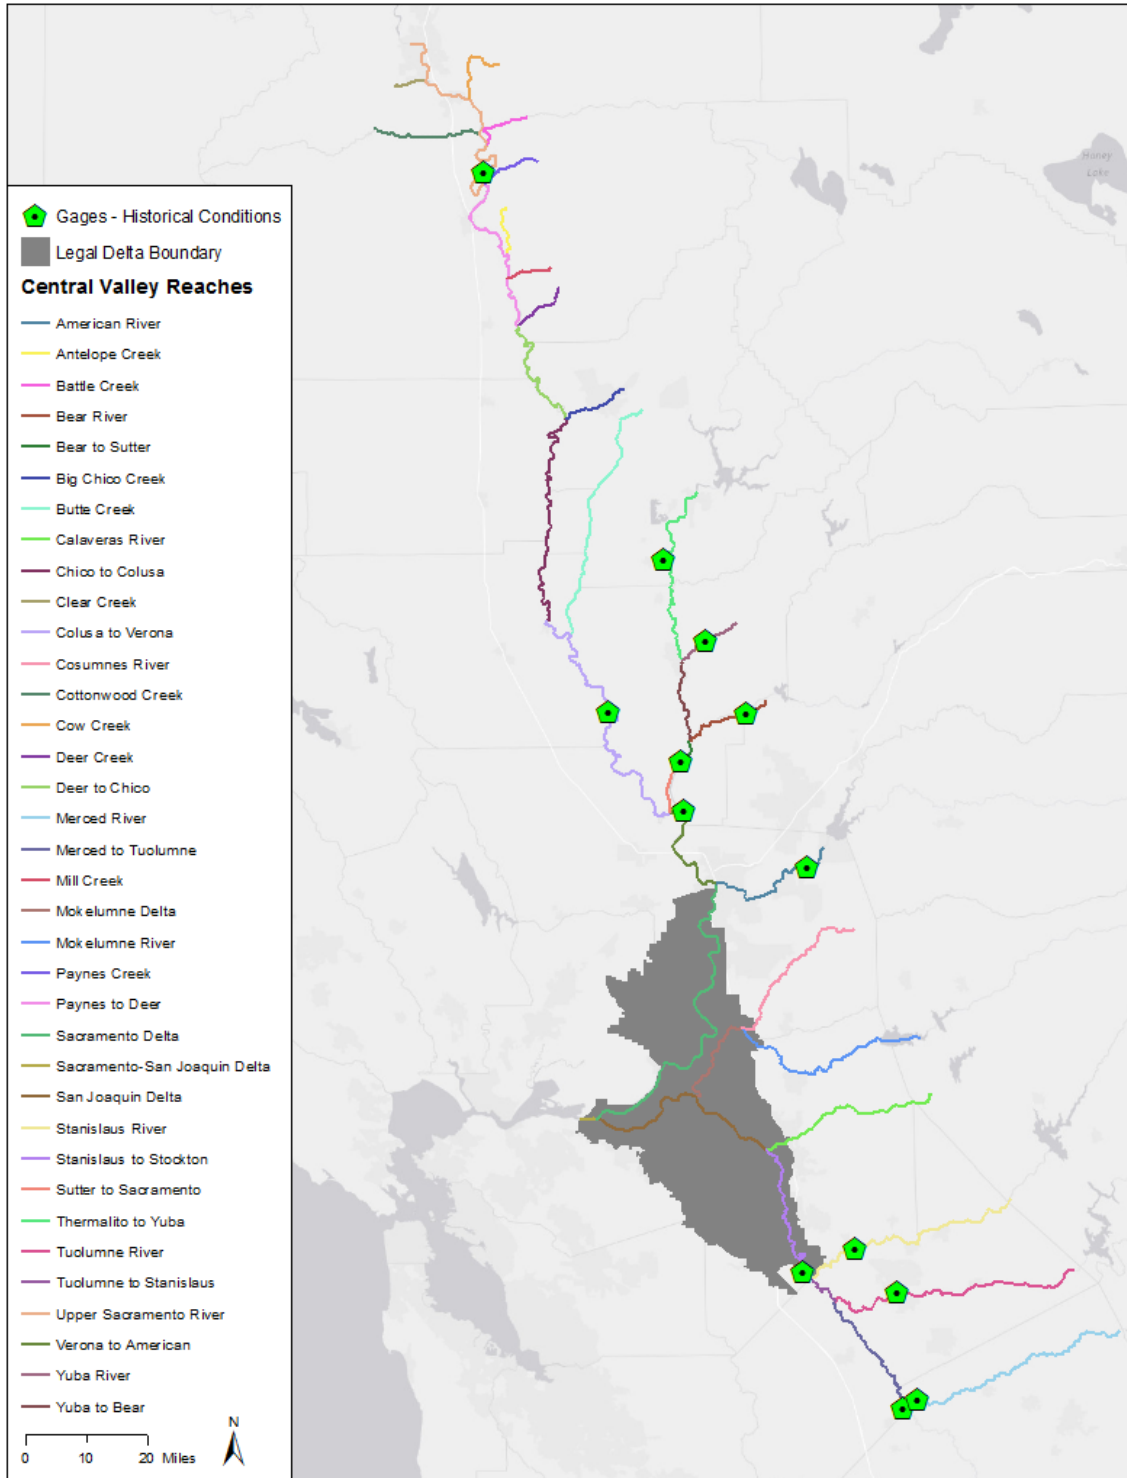 Honey
Lake
Gages - Historical Conditions
Legal Delta Boundary
Central Valley Reaches
American River
Antelope Creek
Battle Creek
Bear River
Bear to Sutter
Big Chico Creek
Butte Creek
Calaveras River
Chico to Colusa
Clear Creek
Colusa to Verona
Cosumnes River
Cottonwood Creek
Cow Creek
Deer Creek
Deer to Chico
Merced River
Merced to Tuolumne
Mill Creek
Mokelumne Delta
Mokelumne River
Paynes Creek
Paynes to Deer
Sacramento Delta
Sacramento-San Joaquin Delta
San Joaquin Delta
Stanislaus River
Stanislaus to Stockton
Sutter to Sacramento
Thermalito to Yuba
Tuolumne River
Tuolumne to Stanislaus
Upper Sacramento River
Verona to American
Yuba River
Yuba to Bear
N
0 10 20 Miles